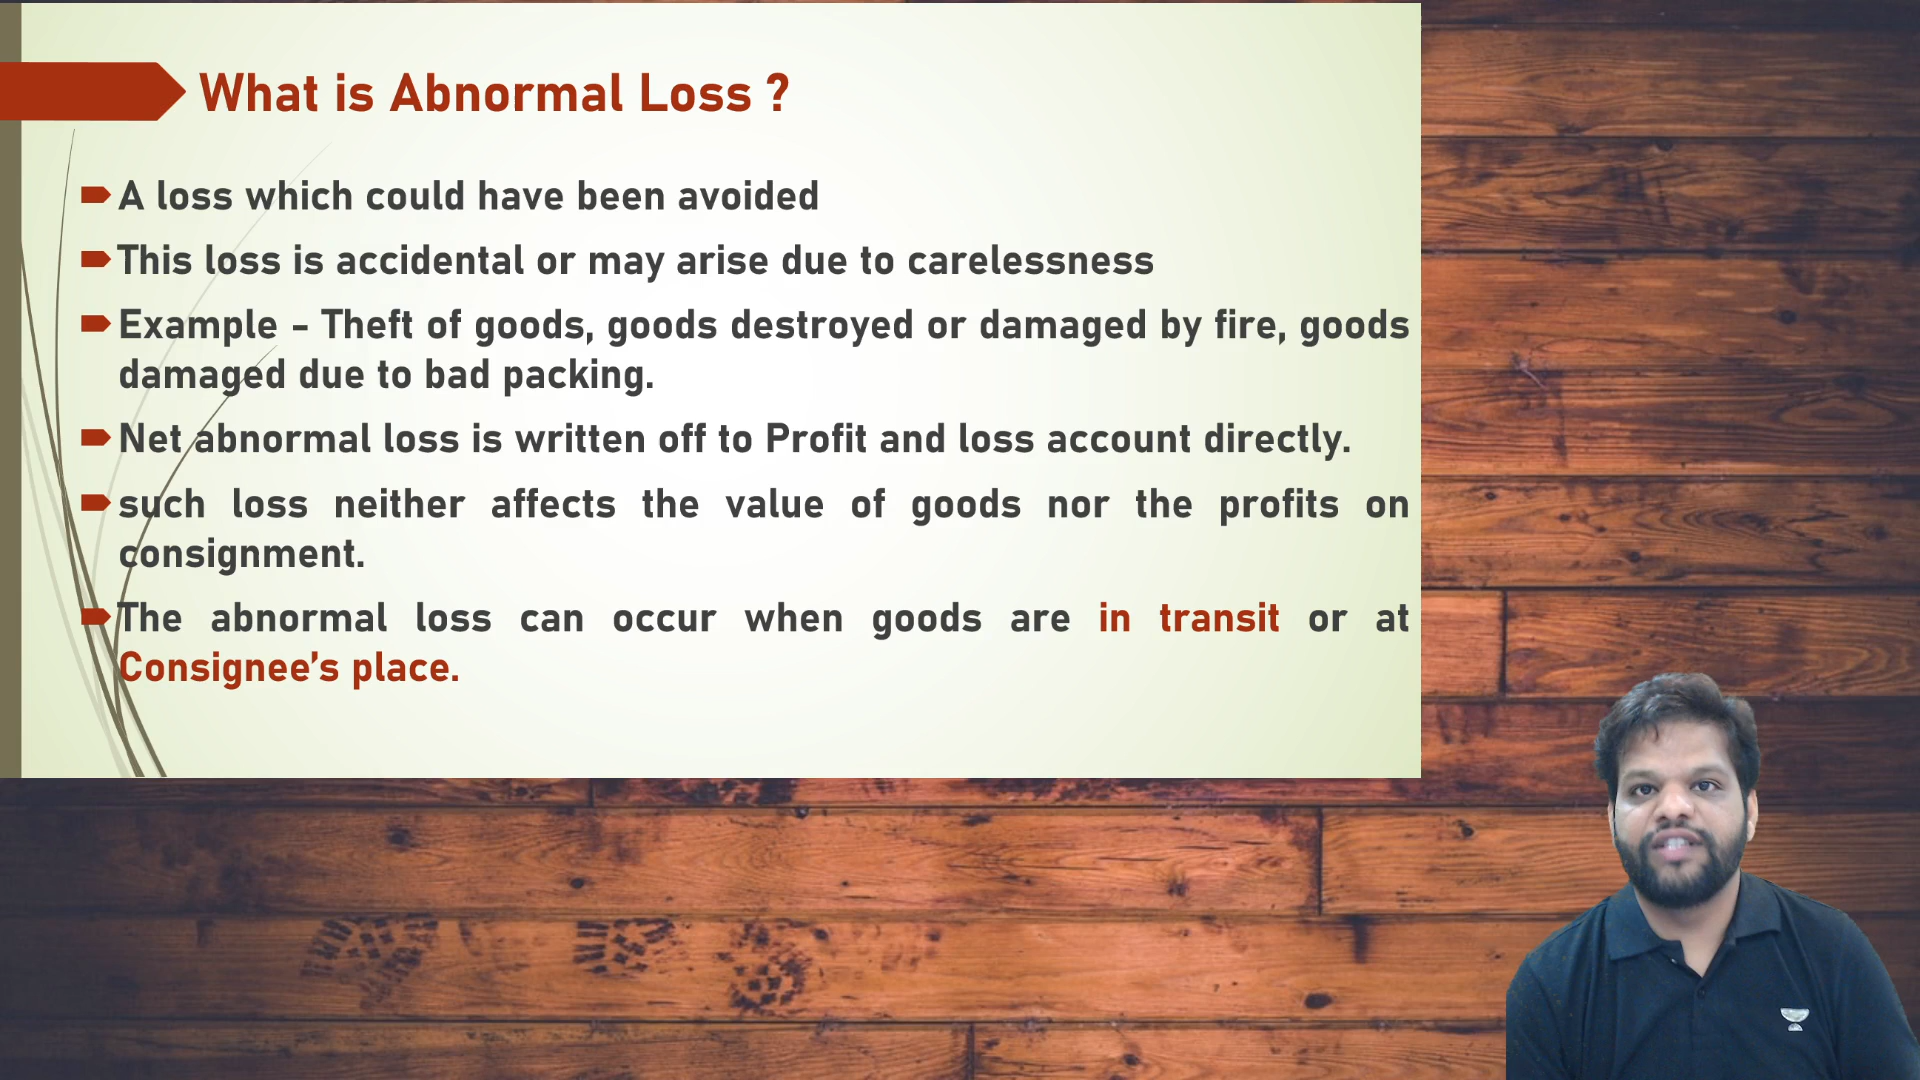 What is Abnormal Loss ?
A loss which could have been avoided
This loss is accidental or may arise due to carelessness
Example - Theft of goods, goods destroyed or damaged by fire, goods
damaged due to bad packing.
Net abnormal loss is written off to Profit and loss account directly.
such loss neither affects the value of goods nor the profits on
consignment.
The abnormal loss can occur when goods are in transit or at
Consignee’s place.